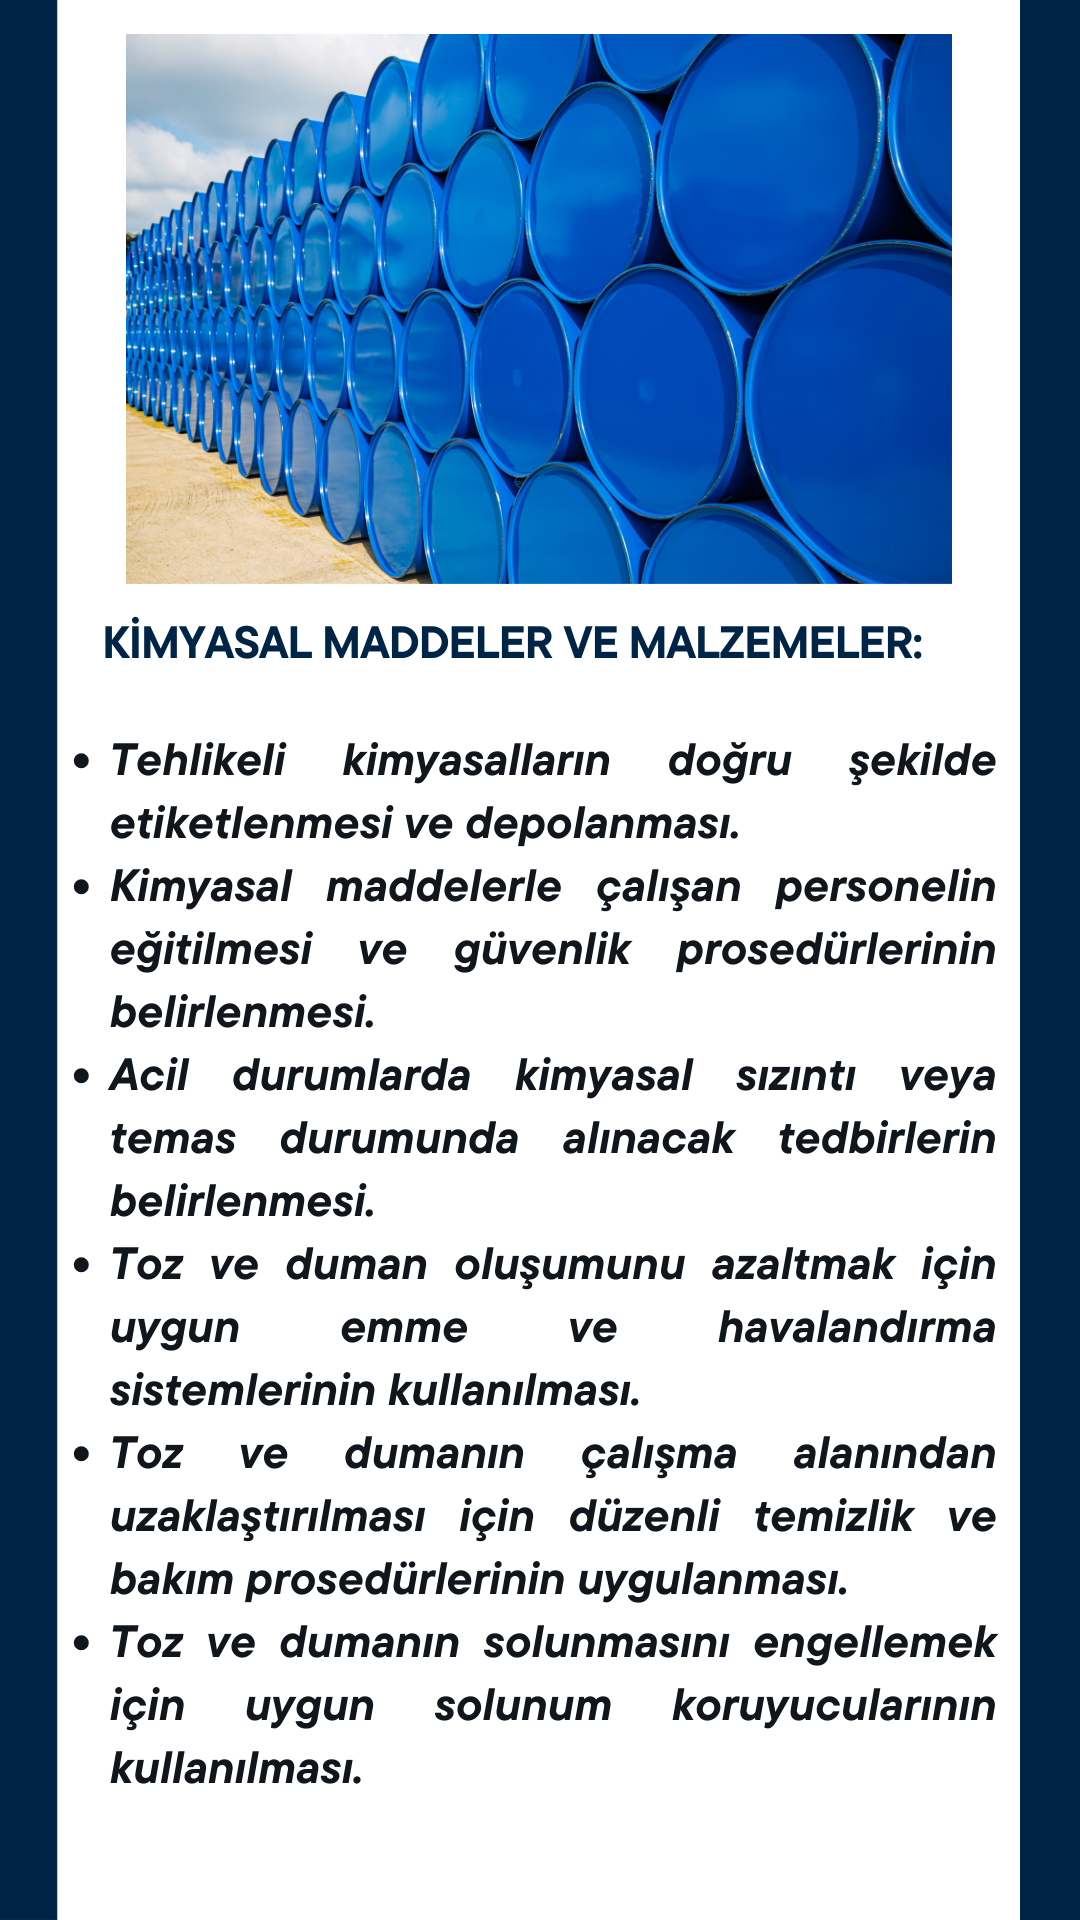 KİMYASAL MADDELER VE MALZEMELER:
• Tehlikeli kimyasalların doğru şekilde
etiketlenmesi ve depolanması.
• Kimyasal maddelerle çalışan personelin
eğitilmesi ve güvenlik prosedürlerinin
belirlenmesi.
• Acil durumlarda kimyasal sızıntı veya
temas durumunda alınacak tedbirlerin
belirlenmesi.
• Toz ve duman oluşumunu azaltmak için
uygun emme ve havalandırma
sistemlerinin kullanılması.
• Toz ve dumanın çalışma alanından
uzaklaştırılması için düzenli temizlik ve
bakım prosedürlerinin uygulanması.
• Toz ve dumanın solunmasını engellemek
için uygun solunum koruyucularının
kullanılması.